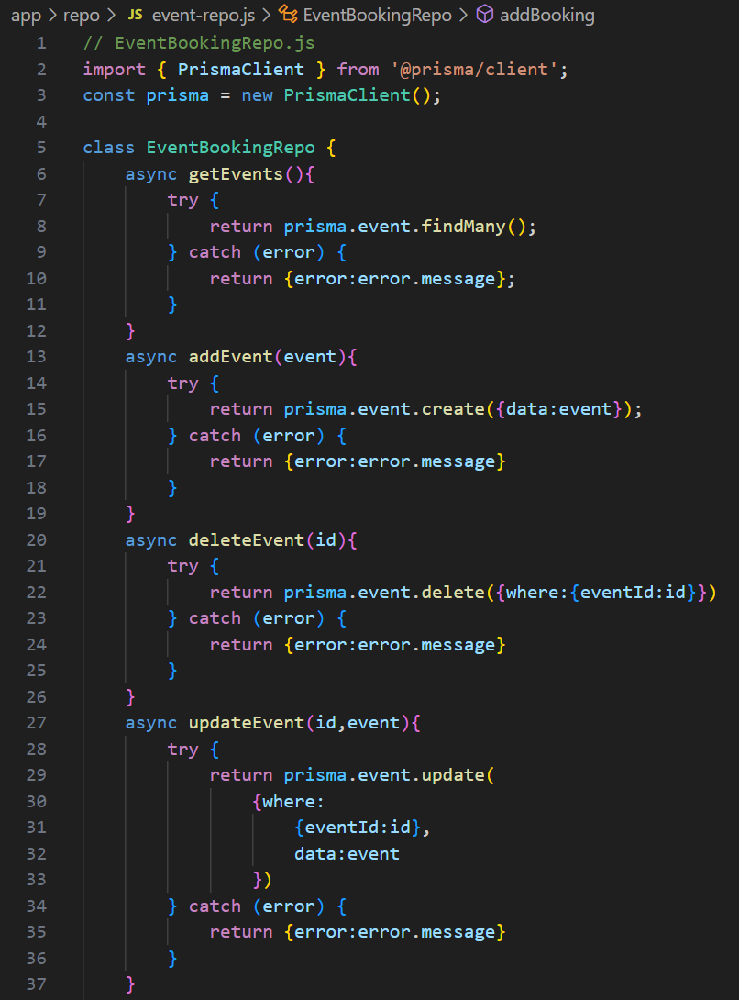 app > repo > JS event-repo.js > EventBookingRepo > addBooking
1 // EventBookingRepo.js
2 import { PrismaClient } from '@prisma/client';
3 const prisma = new PrismaClient();
4
5 class EventBookingRepo {
6     async getEvents(){
7         try {
8             return prisma.event.findMany();
9         } catch (error) {
10             return {error:error.message};
11         }
12     }
13     async addEvent(event){
14         try {
15             return prisma.event.create({data:event});
16         } catch (error) {
17             return {error:error.message}
18         }
19     }
20     async deleteEvent(id){
21         try {
22             return prisma.event.delete({where:{eventId:id}})
23         } catch (error) {
24             return {error:error.message}
25         }
26     }
27     async updateEvent(id,event){
28         try {
29             return prisma.event.update(
30                 {where:
31                     {eventId:id},
32                     data:event
33                 })
34         } catch (error) {
35             return {error:error.message}
36         }
37     }